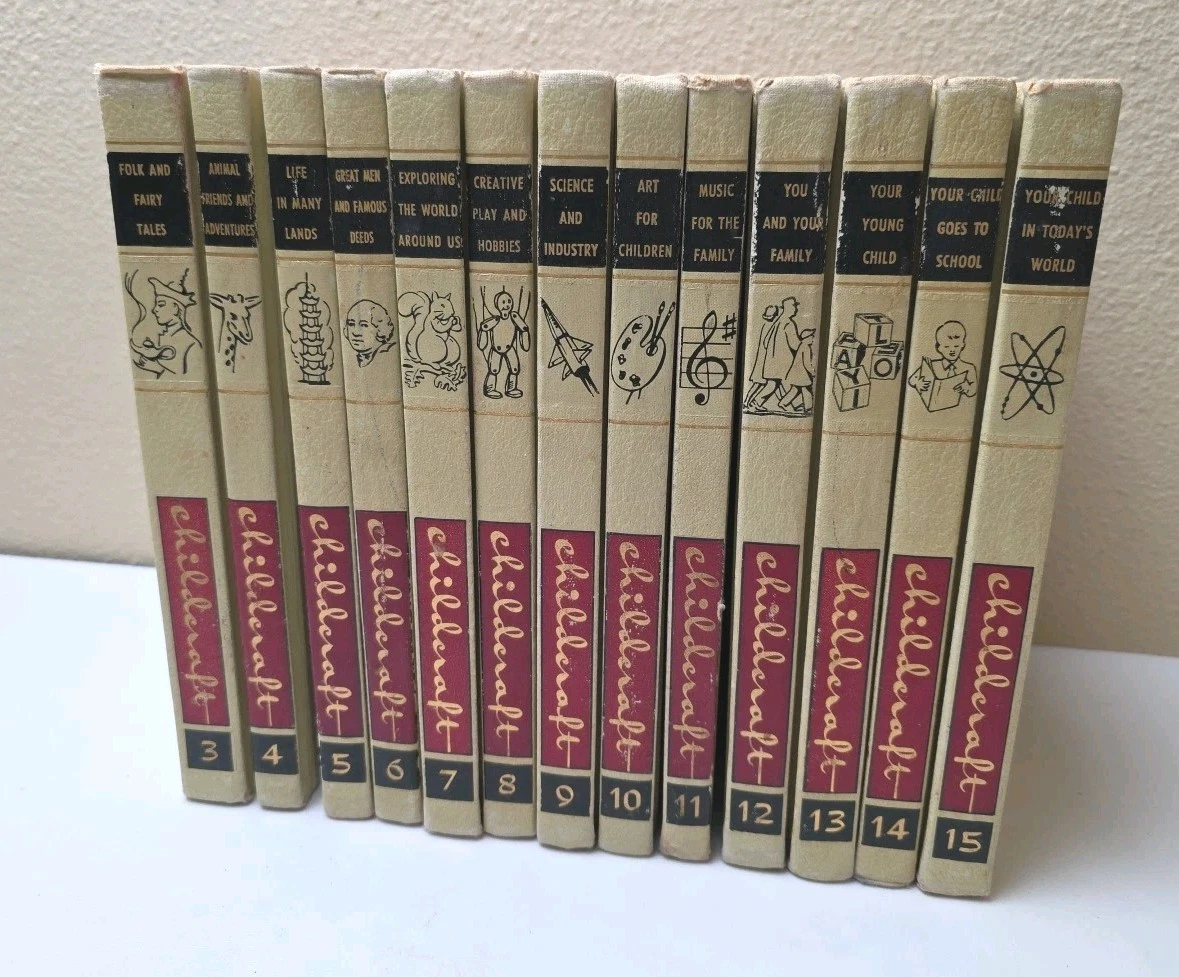 FOLK AND
FAIRY
TALES
childcraft
3
ANIMAL
FRIENDS AND
ADVENTURES
childcraft
4
LIFE
IN MANY
LANDS
childcraft
5
GREAT MEN
AND FAMOUS
DEEDS
childcraft
6
EXPLORING
THE WORLD
AROUND US
childcraft
7
CREATIVE
PLAY AND
HOBBIES
childcraft
8
SCIENCE
AND
INDUSTRY
childcraft
9
ART
FOR
CHILDREN
childcraft
10
MUSIC
FOR THE
FAMILY
childcraft
11
YOU
AND YOUR
FAMILY
childcraft
12
YOUR
YOUNG
CHILD
childcraft
13
YOUR CHILD
GOES TO
SCHOOL
childcraft
14
YOUR CHILD
IN TODAY'S
WORLD
childcraft
15